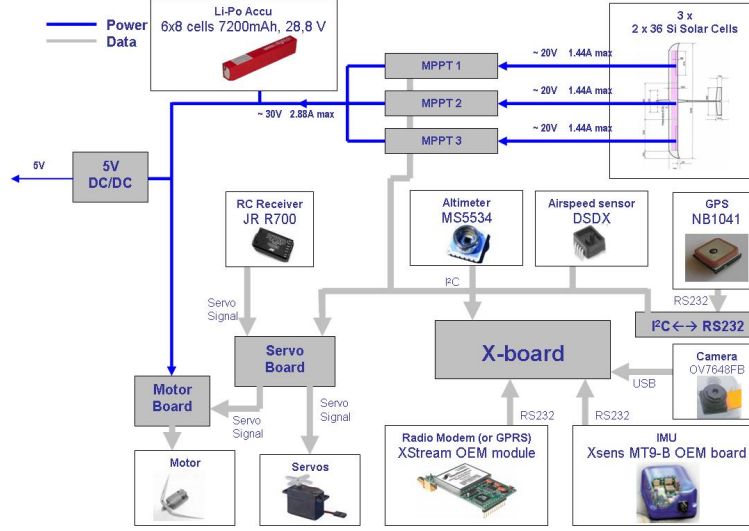 Power
Data
Li-Po Accu
6x8 cells 7200mAh, 28,8 V
3 x
2 x 36 Si Solar Cells
MPPT 1
~ 20V 1.44A max
MPPT 2
~ 20V 1.44A max
~ 30V 2.88A max
MPPT 3
~ 20V 1.44A max
5V
5V
DC/DC
RC Receiver
JR R700
Altimeter
MS5534
Airspeed sensor
DSDX
GPS
NB1041
I²C
RS232
Servo
Signal
I²C ←→ RS232
Servo
Board
X-board
Camera
OV7648FB
USB
Motor
Board
Servo
Signal
Servo
Signal
RS232
RS232
Motor
Servos
Radio Modem (or GPRS)
XStream OEM module
IMU
Xsens MT9-B OEM board